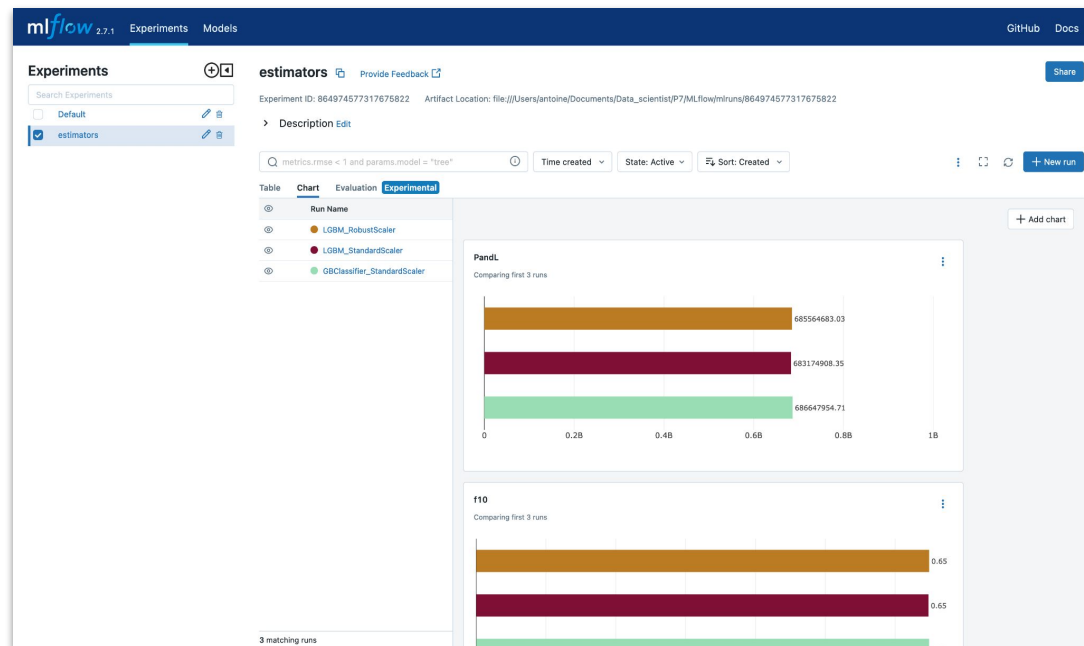 mlflow 2.7.1 Experiments Models GitHub Docs
Experiments
Search Experiments
Default
estimators
estimators Provide Feedback Share
Experiment ID: 864974577317675822 Artifact Location: file:///Users/antoine/Documents/Data_scientist/P7/MLflow/mlruns/864974577317675822
Description Edit
metrics.rmse < 1 and params.model = "tree" Time created State: Active Sort: Created + New run
Table Chart Evaluation Experimental
Run Name
+ Add chart
LGBM_RobustScaler
LGBM_StandardScaler
GBClassifier_StandardScaler
PandL
Comparing first 3 runs
685564683.03
683174908.35
686647954.71
0 0.2B 0.4B 0.6B 0.8B 1B
f10
Comparing first 3 runs
0.65
0.65
3 matching runs